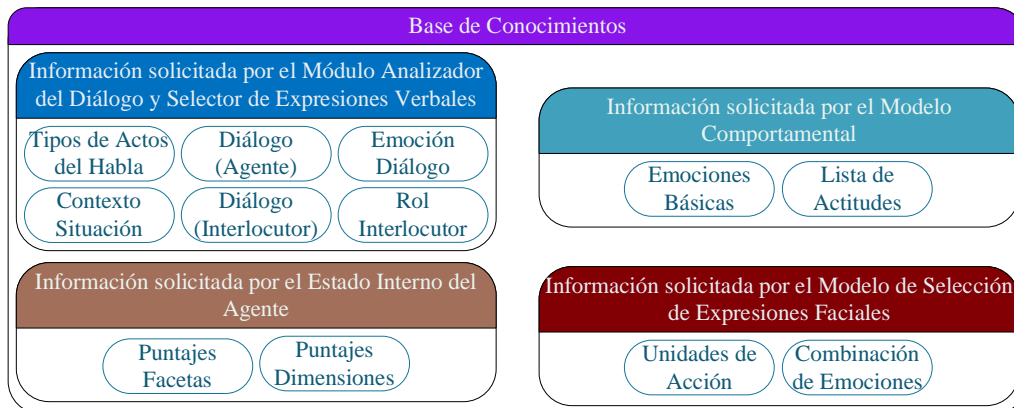 Base de Conocimientos
Información solicitada por el Módulo Analizador
del Diálogo y Selector de Expresiones Verbales
Tipos de Actos
del Habla
Diálogo
(Agente)
Emoción
Diálogo
Contexto
Situación
Diálogo
(Interlocutor)
Rol
Interlocutor
Información solicitada por el Modelo
Comportamental
Emociones
Básicas
Lista de
Actitudes
Información solicitada por el Estado Interno del
Agente
Puntajes
Facetas
Puntajes
Dimensiones
Información solicitada por el Modelo de Selección
de Expresiones Faciales
Unidades de
Acción
Combinación
de Emociones